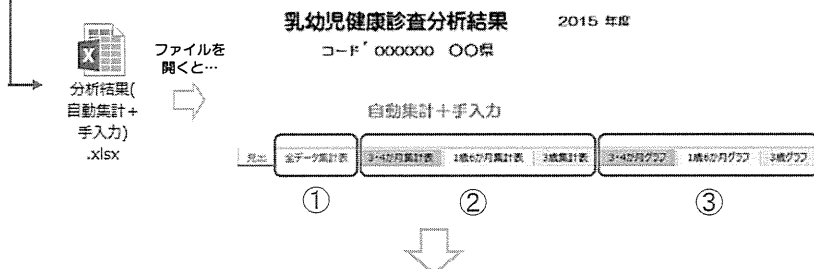 乳幼児健康診査分析結果 2015 年度
コード 000000 〇〇県
ファイルを
開くと…
分析結果(
自動集計+
手入力)
.xlsx
自動集計+手入力
見出 全データ集計表 3・4か月集計表 1歳6か月集計表 3歳集計表 3・4か月グラフ 1歳6か月グラフ 3歳グラフ
① ② ③